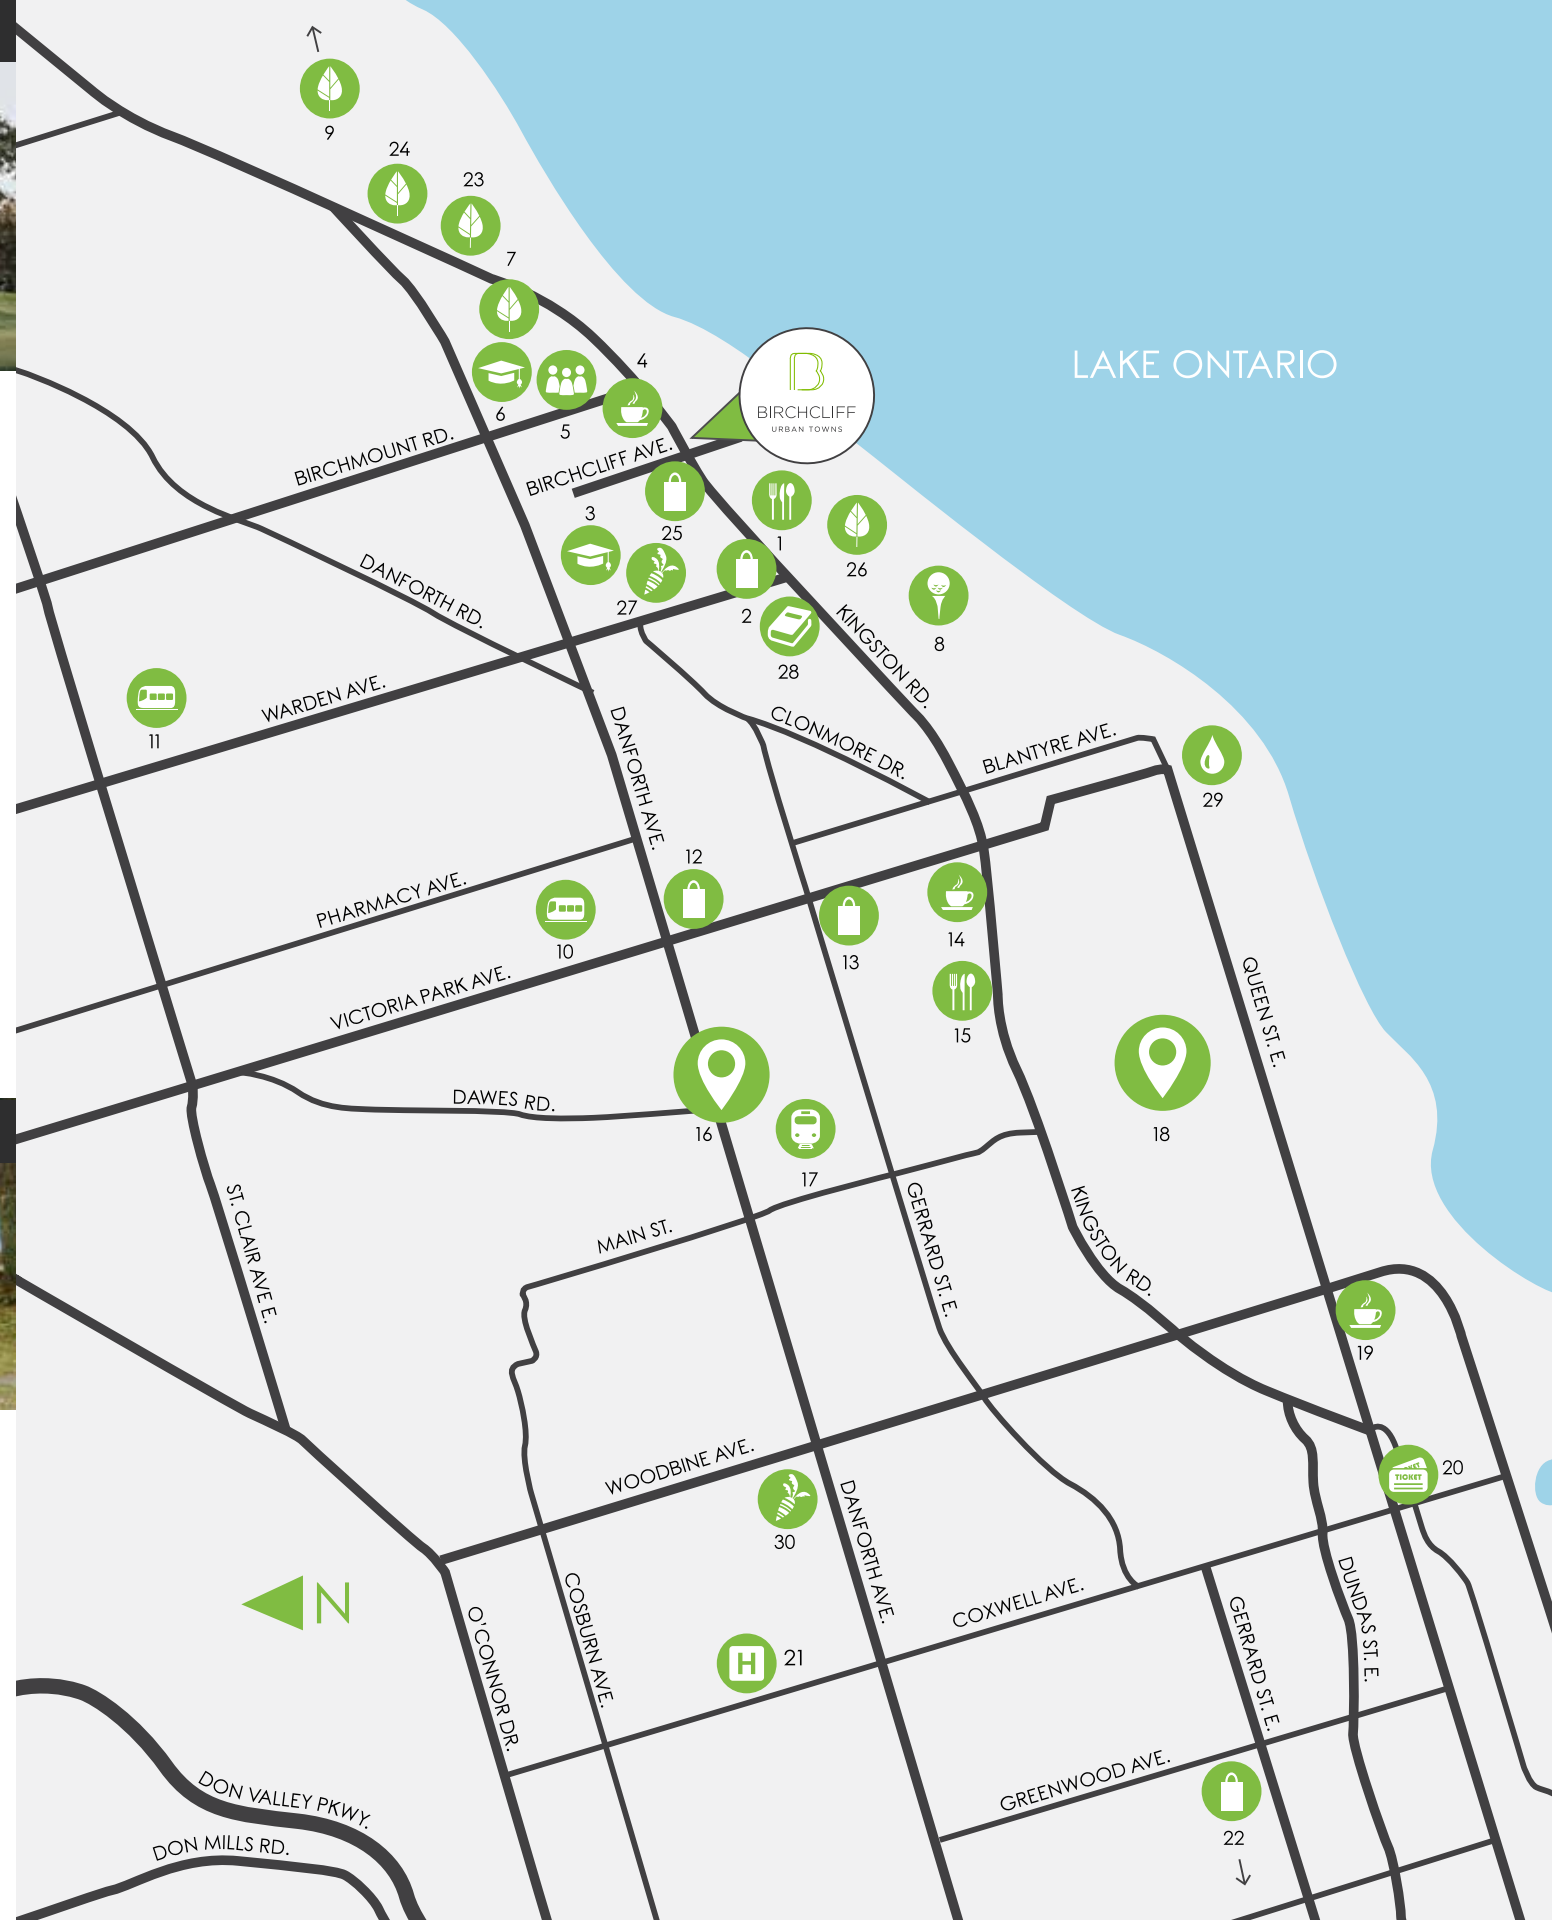 9
24
23
7
LAKE ONTARIO
4
6
5
BIRCHCLIFF
URBAN TOWNS
BIRCHMOUNT RD.
BIRCHCLIFF AVE.
3
25
1
26
DANFORTH RD.
27
2
28
8
KINGSTON RD.
11
WARDEN AVE.
DANFORTH AVE.
CLONMORE DR.
BLANTYRE AVE.
29
12
PHARMACY AVE.
10
13
14
VICTORIA PARK AVE.
15
QUEEN ST. E.
DAWES RD.
16
17
18
ST. CLAIR AVE E.
MAIN ST.
GERRARD ST. E.
KINGSTON RD.
19
WOODBINE AVE.
TICKET
TICKET
20
30
DANFORTH AVE.
N
O'CONNOR DR.
COSBURN AVE.
COXWELL AVE.
DUNDAS ST. E.
GERRARD ST. E.
H
21
GREENWOOD AVE.
22
DON VALLEY PKWY.
DON MILLS RD.